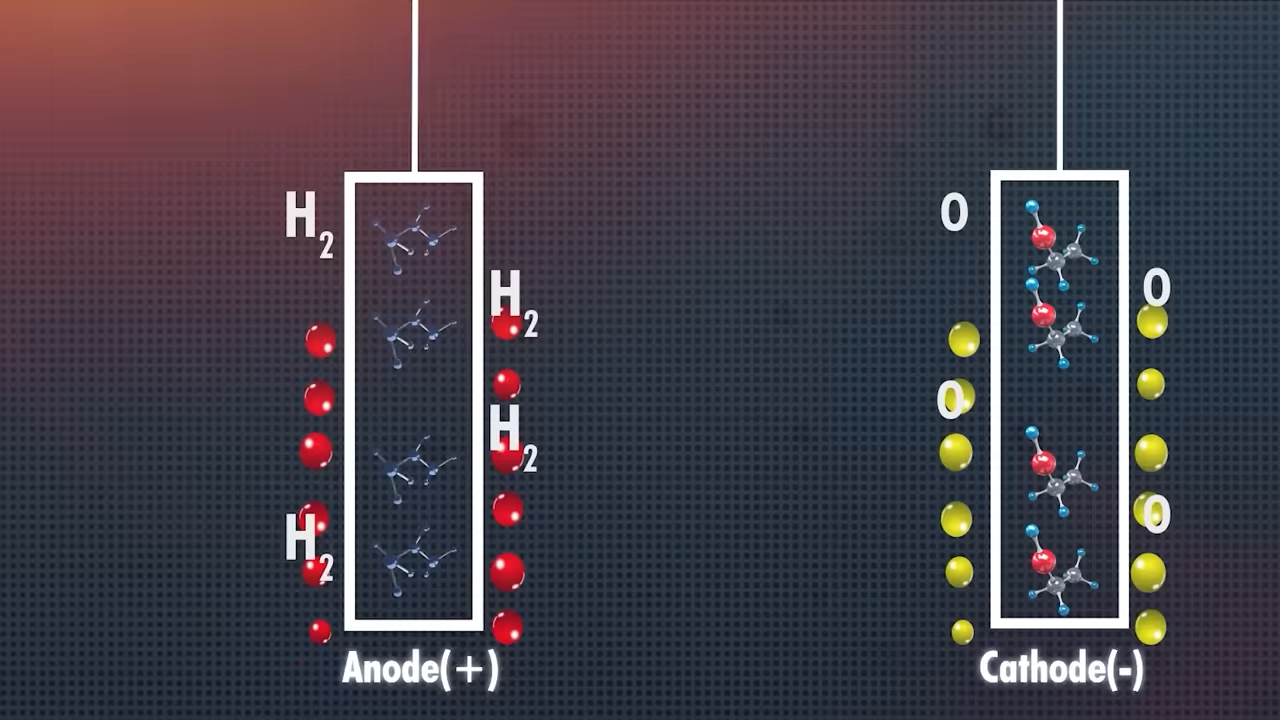 H₂
O
H₂
O
O
H₂
H₂
O
Anode(+)
Cathode(-)